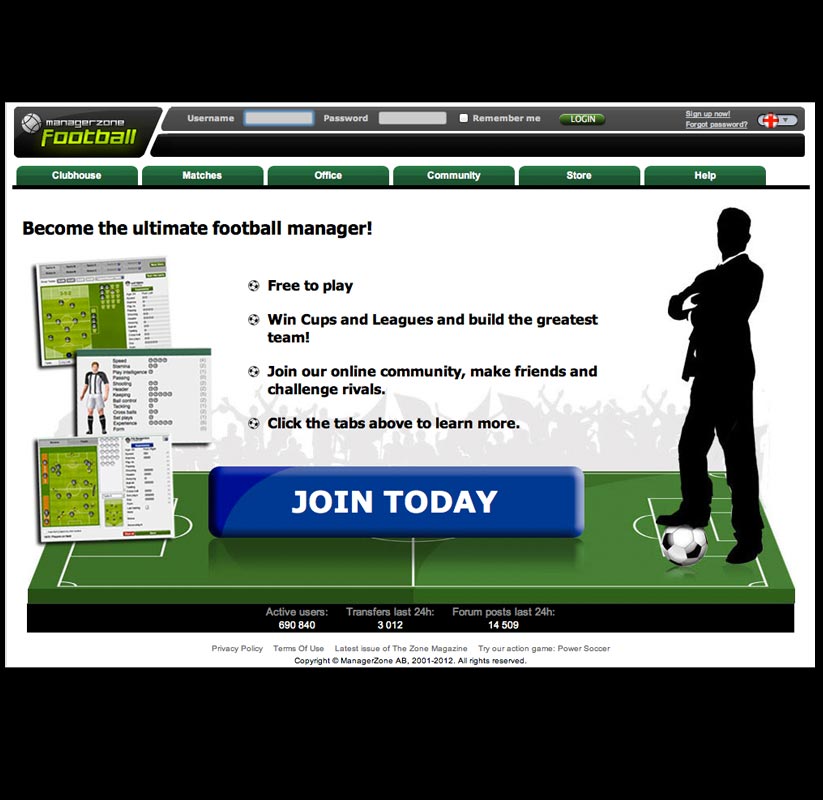 managerzone
Football
Username
Password
Remember me
LOGIN
Sign up now!
Forgot password?
Clubhouse
Matches
Office
Community
Store
Help
Become the ultimate football manager!
Free to play
Win Cups and Leagues and build the greatest
team!
Join our online community, make friends and
challenge rivals.
Click the tabs above to learn more.
Speed
Stamina
Play intelligence
Passing
Shooting
Header
Keeping
Ball control
Tackling
Cross balls
Set plays
Experience
Form
JOIN TODAY
Active users: Transfers last 24h: Forum posts last 24h:
690 840 3 012 14 509
Privacy Policy Terms Of Use Latest issue of The Zone Magazine Try our action game: Power Soccer
Copyright © ManagerZone AB, 2001-2012. All rights reserved.